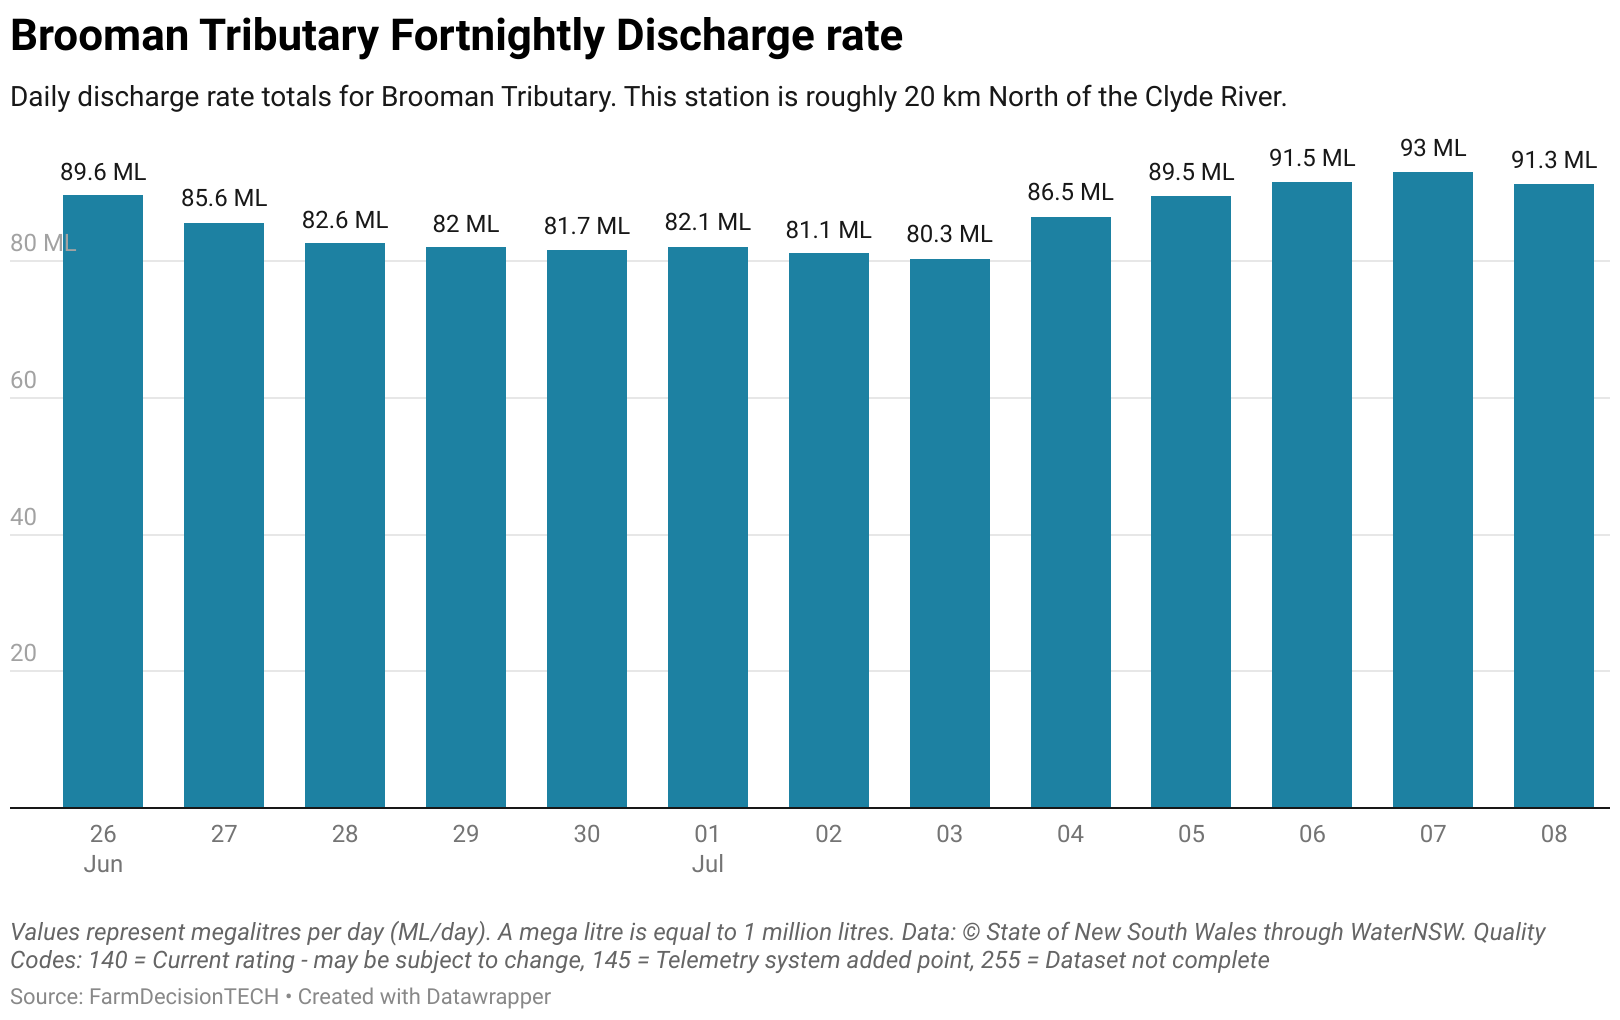 Brooman Tributary Fortnightly Discharge rate
Daily discharge rate totals for Brooman Tributary. This station is roughly 20 km North of the Clyde River.
89.6 ML
85.6 ML
82.6 ML
82 ML
81.7 ML
82.1 ML
81.1 ML
80.3 ML
86.5 ML
89.5 ML
91.5 ML
93 ML
91.3 ML
80 ML
60
40
20
26 27 28 29 30 01 02 03 04 05 06 07 08
Jun Jul
Values represent megalitres per day (ML/day). A mega litre is equal to 1 million litres. Data: © State of New South Wales through WaterNSW. Quality
Codes: 140 = Current rating - may be subject to change, 145 = Telemetry system added point, 255 = Dataset not complete
Source: FarmDecisionTECH • Created with Datawrapper